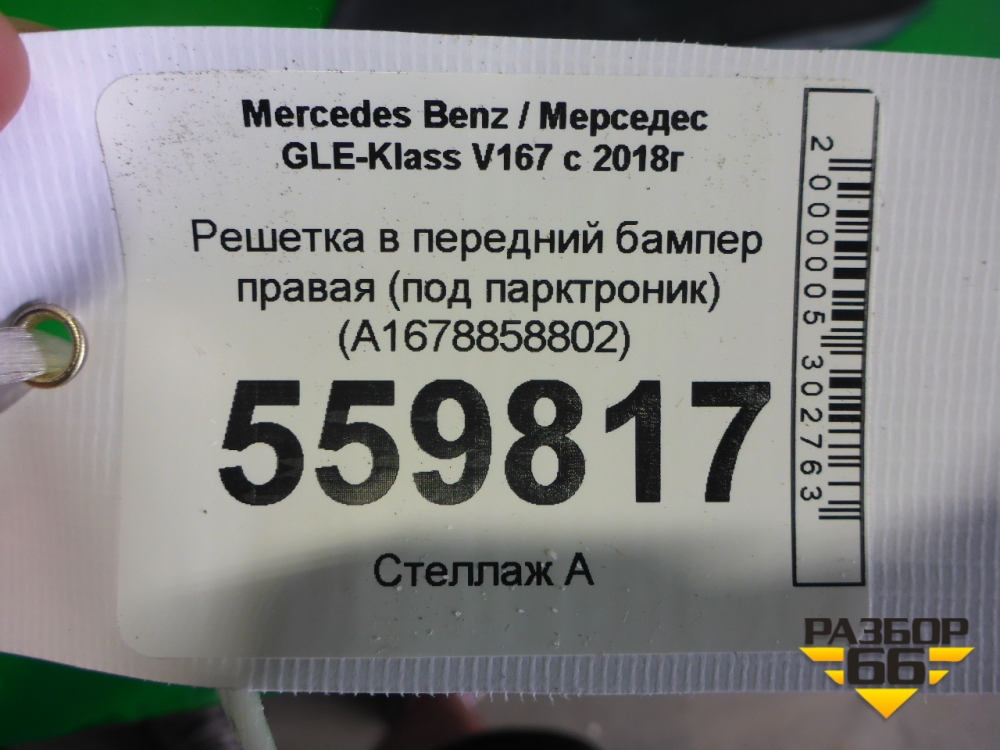 Mercedes Benz / Мерседес
GLE-Klass V167 с 2018г
Решетка в передний бампер
правая (под парктроник)
(A1678858802)
559817
Стеллаж А
2000005302763
РАЗБОР
66